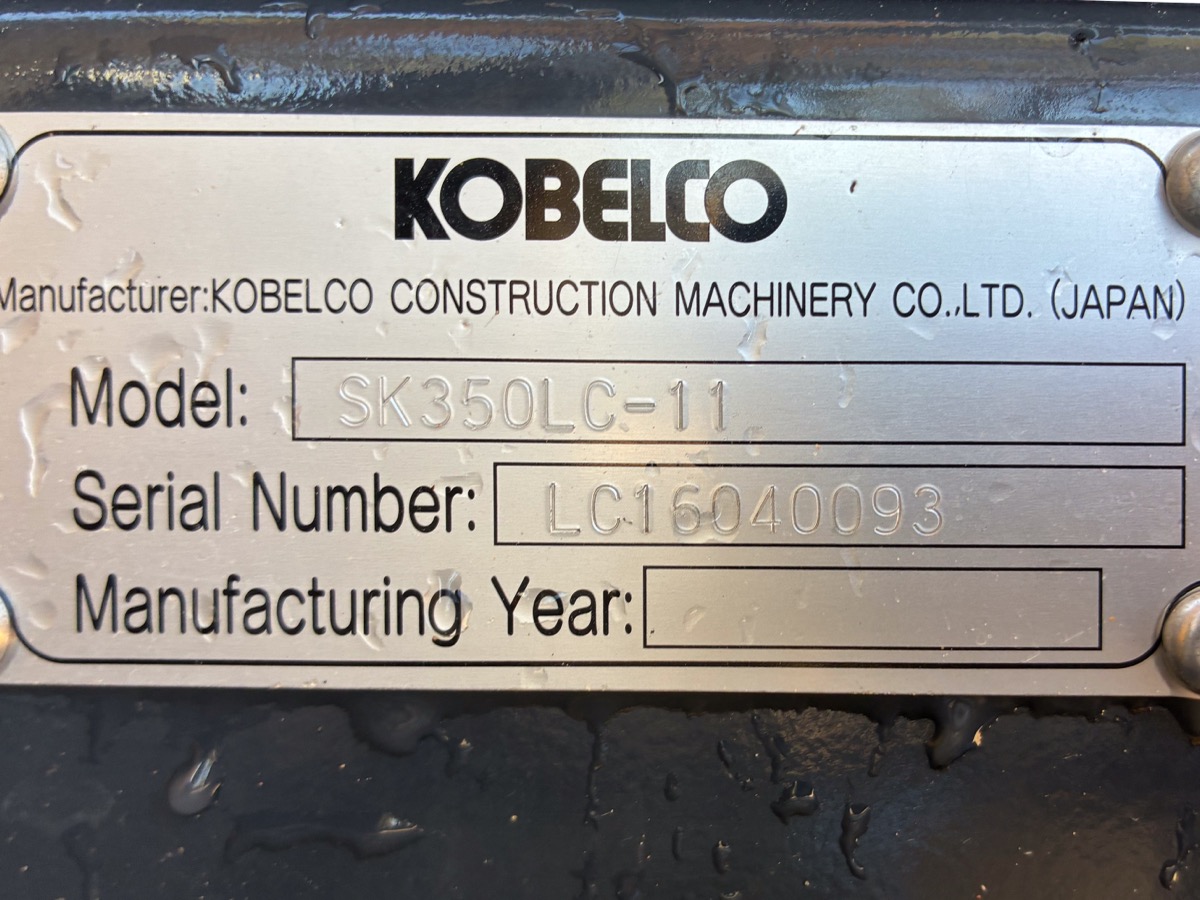 KOBELCO
Manufacturer:KOBELCO CONSTRUCTION MACHINERY CO.,LTD. (JAPAN)
Model: SK350LC-11
Serial Number: LC16040093
Manufacturing Year: